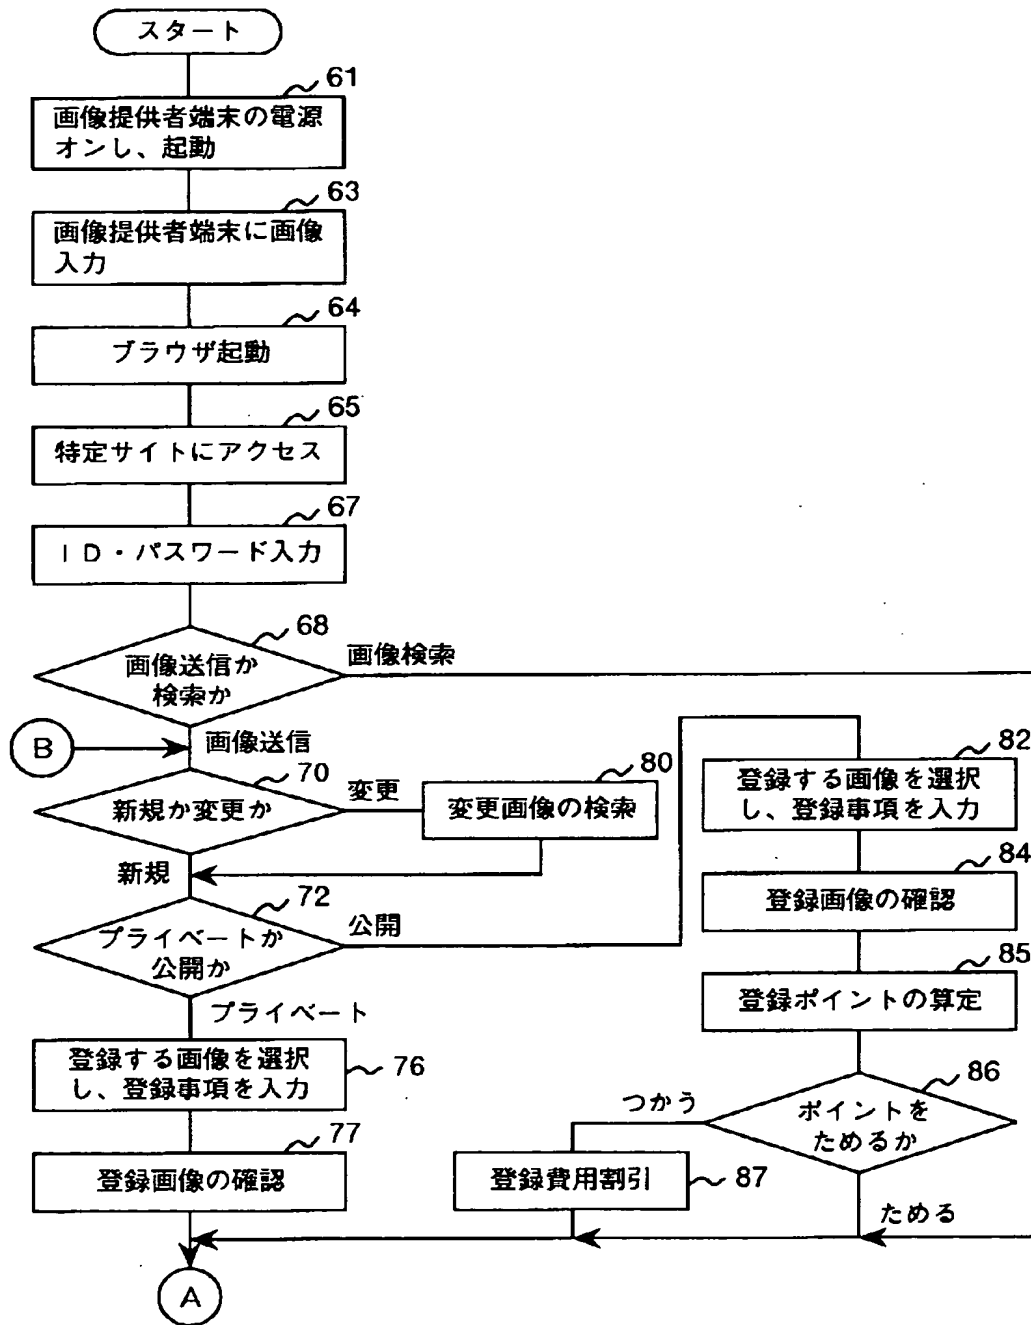 スタート
61
画像提供者端末の電源
オンし、起動
63
画像提供者端末に画像
入力
64
ブラウザ起動
65
特定サイトにアクセス
67
ID・パスワード入力
68
画像送信か
検索か
画像検索
B
画像送信
70
新規か変更か
変更
80
変更画像の検索
新規
72
プライベートか
公開か
公開
プライベート
登録する画像を選択
し、登録事項を入力
76
77
登録画像の確認
82
登録する画像を選択
し、登録事項を入力
84
登録画像の確認
85
登録ポイントの算定
86
ポイントを
ためるか
つかう
登録費用割引
87
ためる
A